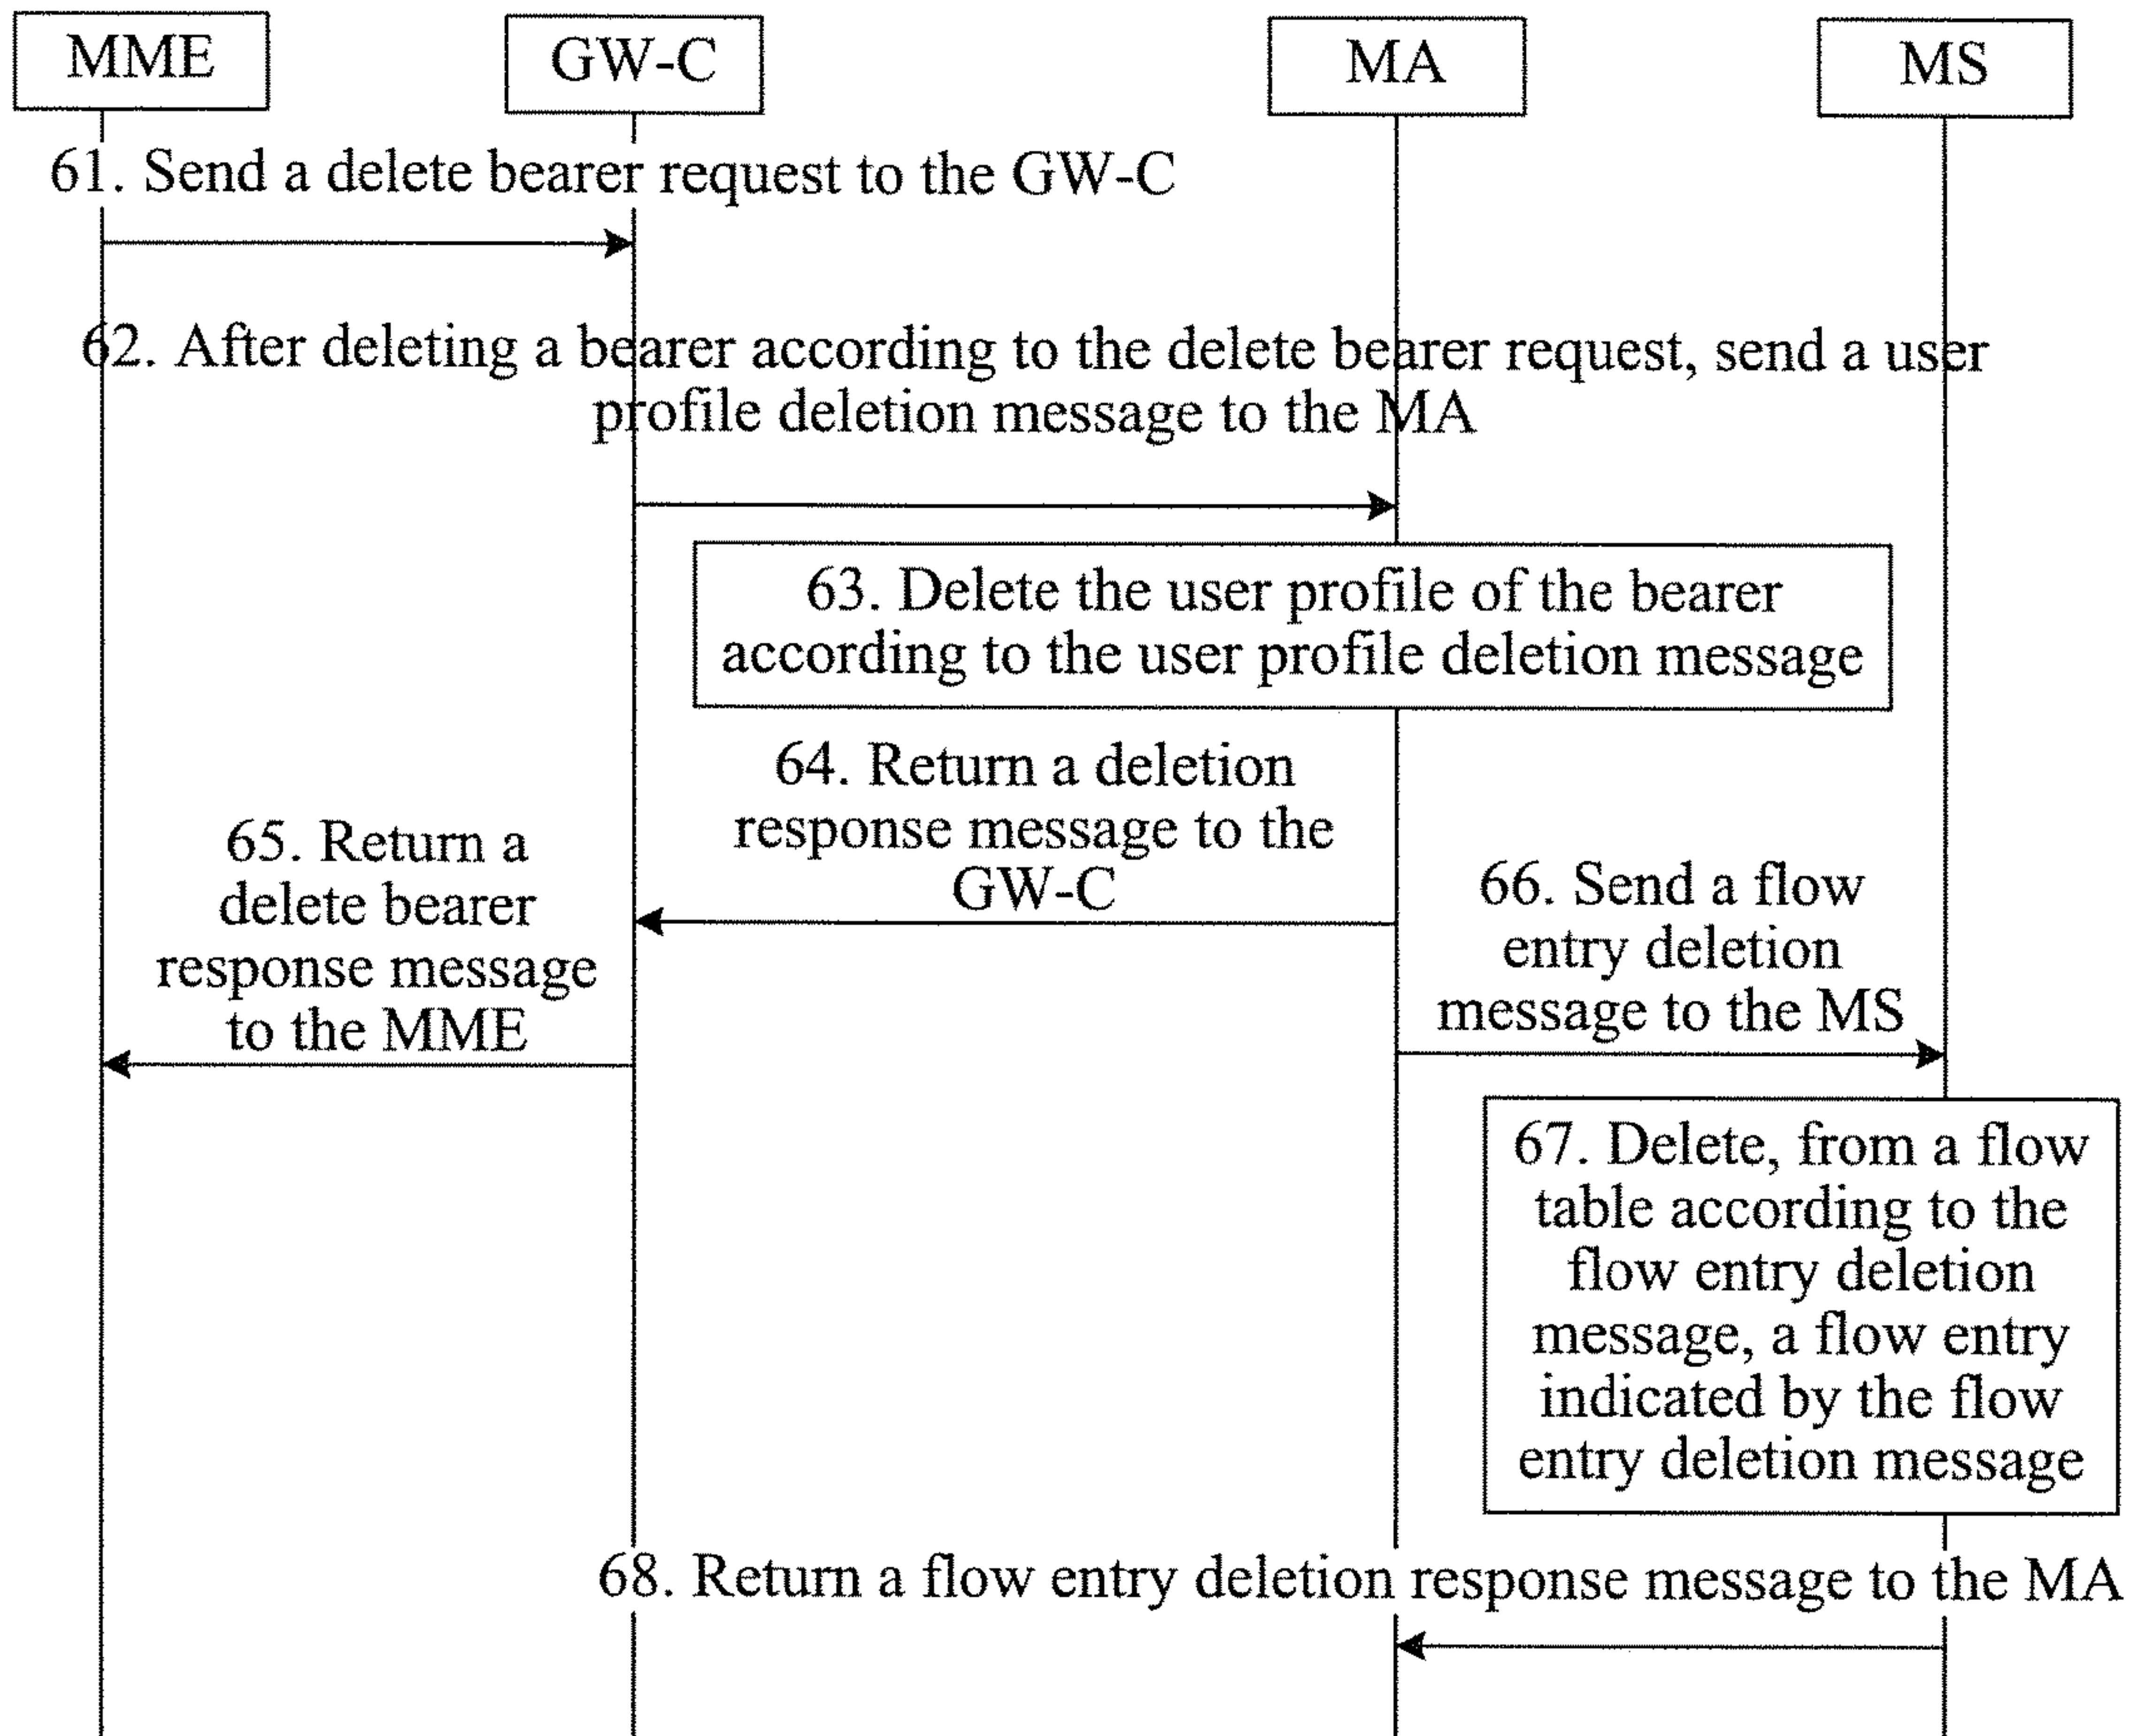 MME
GW-C
MA
MS
61. Send a delete bearer request to the GW-C
62. After deleting a bearer according to the delete bearer request, send a user
profile deletion message to the MA
63. Delete the user profile of the bearer
according to the user profile deletion message
64. Return a deletion
response message to the
GW-C
65. Return a
delete bearer
response message
to the MME
66. Send a flow
entry deletion
message to the MS
67. Delete, from a flow
table according to the
flow entry deletion
message, a flow entry
indicated by the flow
entry deletion message
68. Return a flow entry deletion response message to the MA